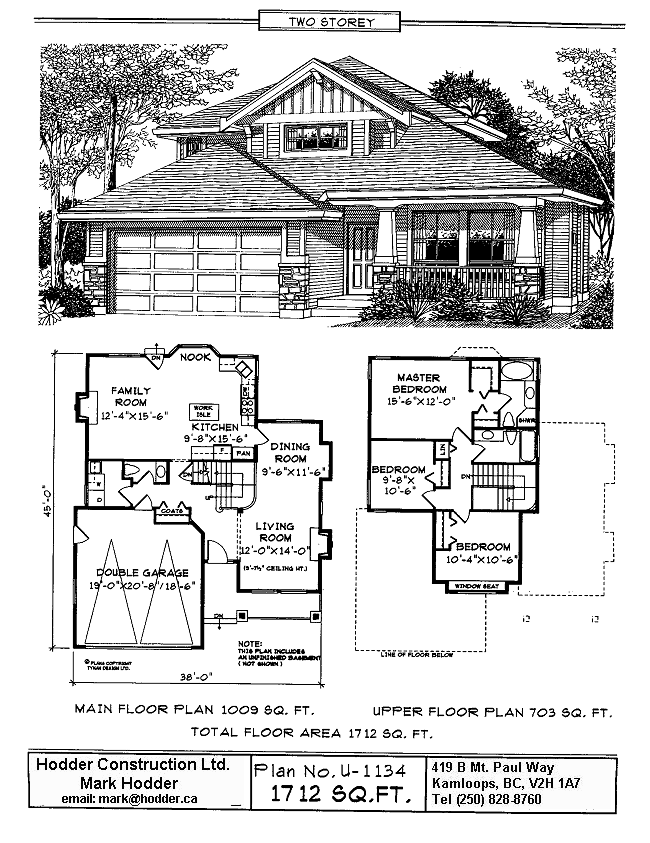 TWO STOREY
DN
NOOK
FAMILY
ROOM
12'-4"X15'-6"
WORK
ISLE
KITCHEN
9'-8"X15'-6"
F
PAN
DINING
ROOM
9'-6"X11'-6"
W
D
DN
UP
COATS
LIVING
ROOM
12'-0"X14'-0"
(9'-7½" CEILING HT.)
DOUBLE GARAGE
19'-0"X20'-8"/18'-6"
DN
45'-0"
38'-0"
© PLANS COPYRIGHT
TYNAN DESIGN LTD.
NOTE:
THIS PLAN INCLUDES
AN UNFINISHED BASEMENT
( NOT SHOWN )
MASTER
BEDROOM
15'-6"X12'-0"
SHWR
LIN
BEDROOM
9'-8"X
10'-6"
DN
BEDROOM
10'-4"X10'-6"
WINDOW SEAT
LINE OF FLOOR BELOW
MAIN FLOOR PLAN 1009 SQ. FT.
UPPER FLOOR PLAN 703 SQ. FT.
TOTAL FLOOR AREA 1712 SQ. FT.
Hodder Construction Ltd.
Mark Hodder
email: mark@hodder.ca
Plan No. U-1134
1712 SQ.FT.
419 B Mt. Paul Way
Kamloops, BC, V2H 1A7
Tel (250) 828-8760